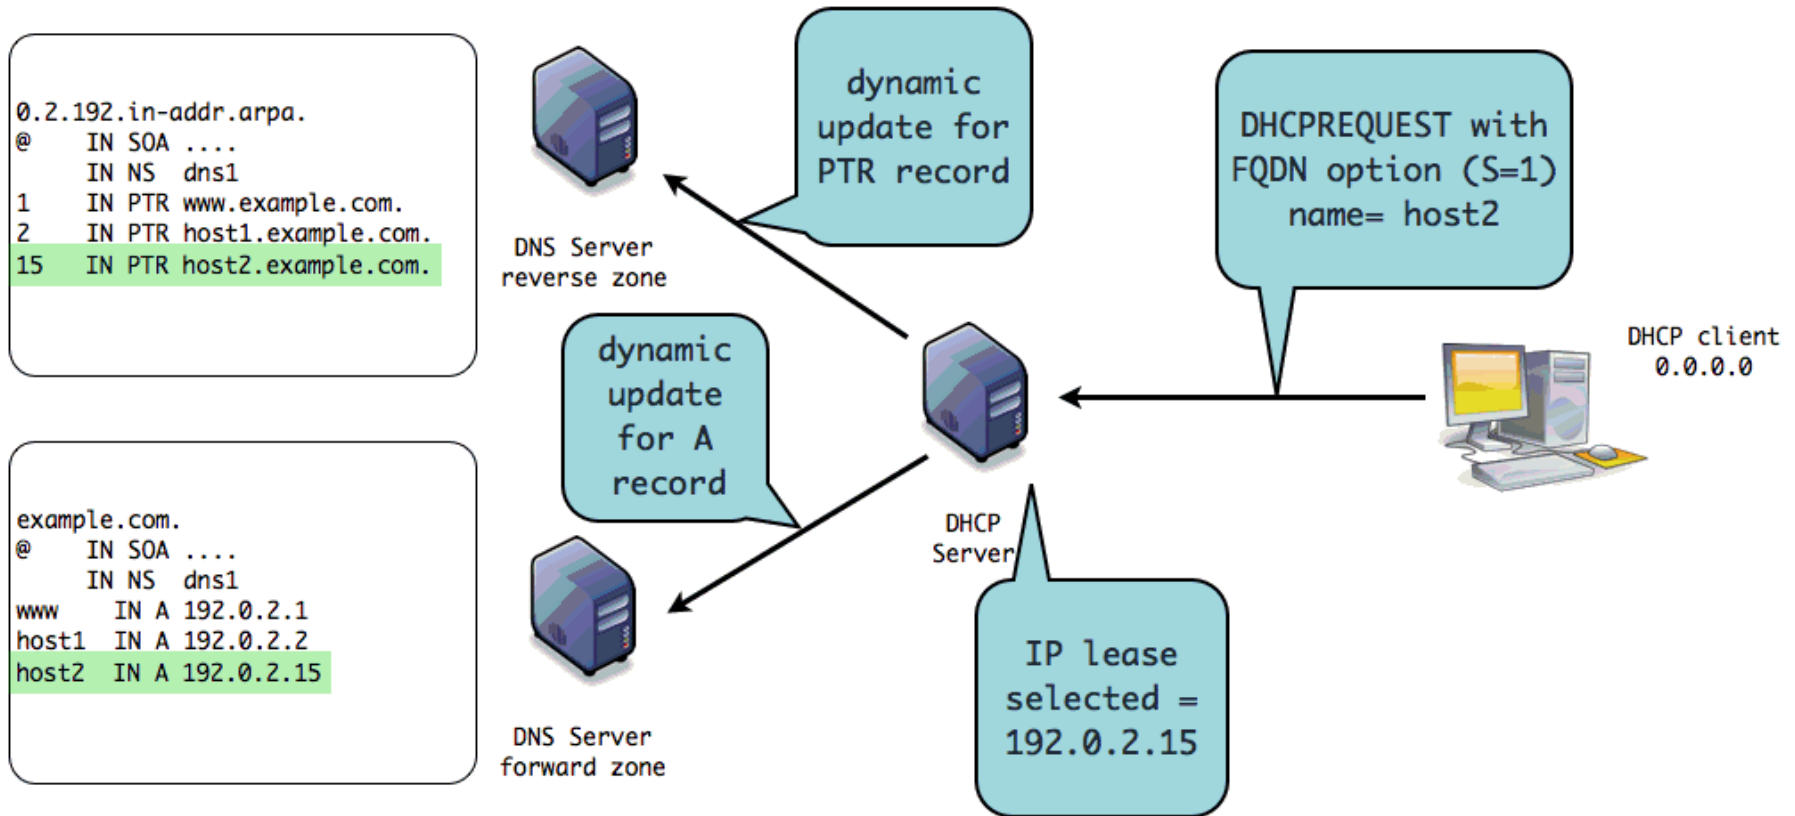 0.2.192.in-addr.arpa.
@    IN SOA ....
     IN NS  dns1
1    IN PTR www.example.com.
2    IN PTR host1.example.com.
15   IN PTR host2.example.com.
DNS Server
reverse zone
dynamic
update for
PTR record
DHCPREQUEST with
FQDN option (S=1)
name= host2
DHCP client
0.0.0.0
dynamic
update
for A
record
DHCP
Server
example.com.
@    IN SOA ....
     IN NS  dns1
www    IN A 192.0.2.1
host1  IN A 192.0.2.2
host2  IN A 192.0.2.15
DNS Server
forward zone
IP lease
selected =
192.0.2.15